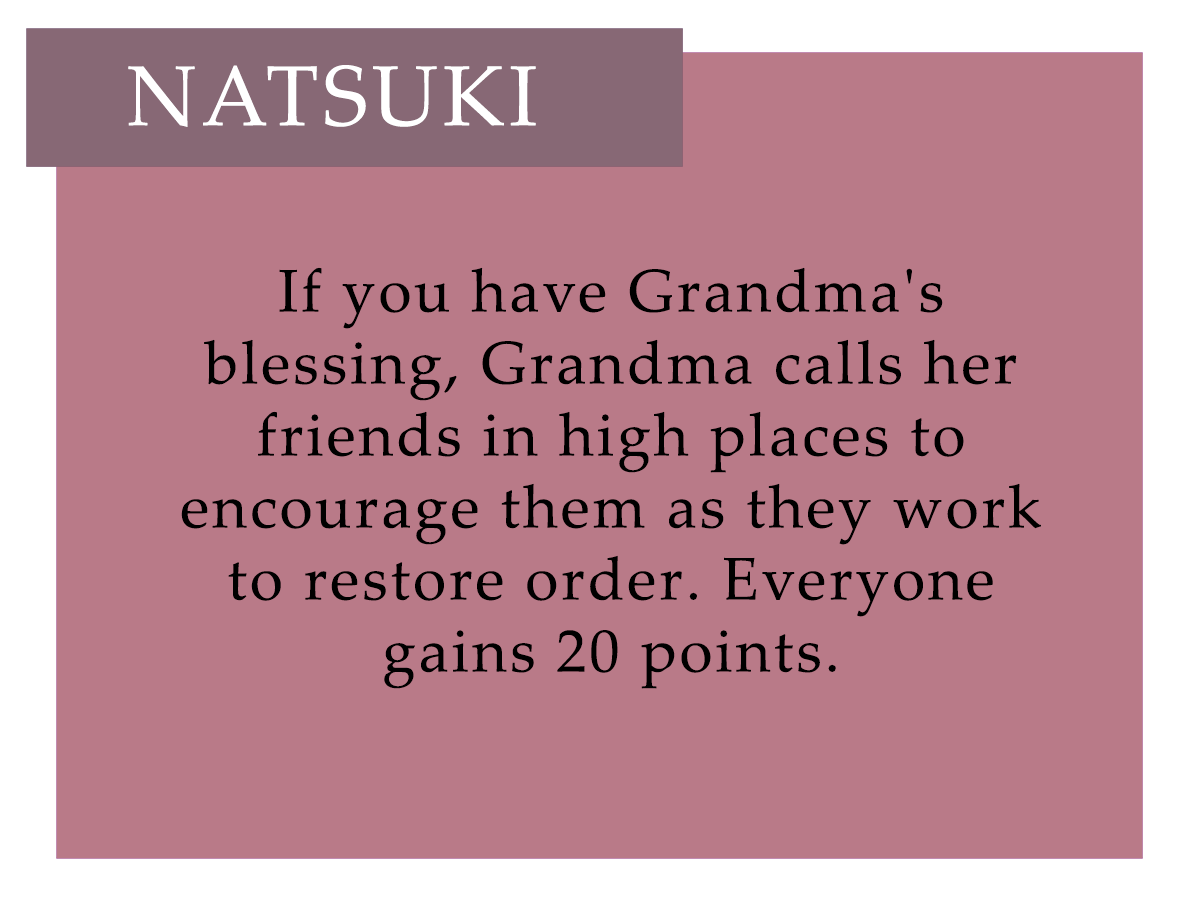 NATSUKI
If you have Grandma's
blessing, Grandma calls her
friends in high places to
encourage them as they work
to restore order. Everyone
gains 20 points.